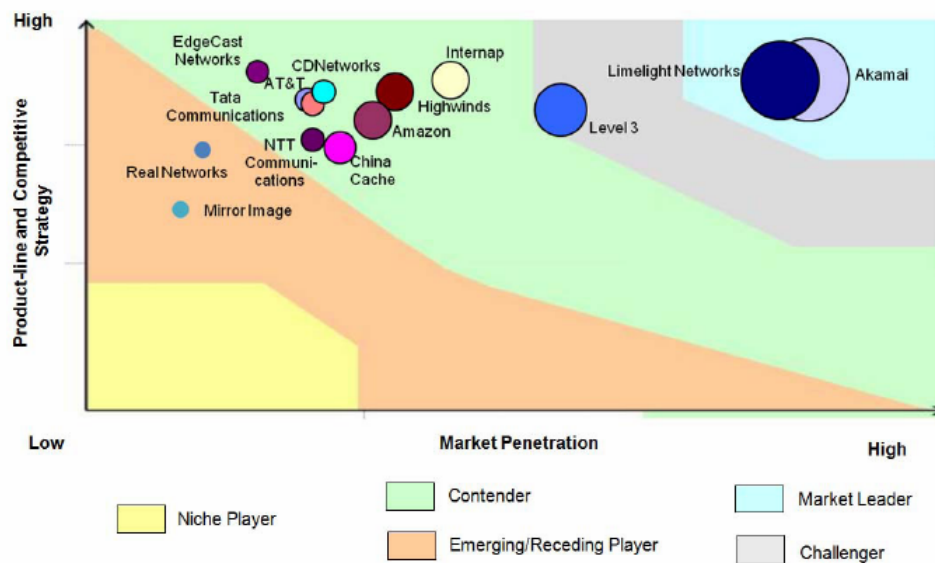 High
EdgeCast
Networks
AT&T
CDNetworks
Internap
Tata
Communications
Highwinds
Amazon
Level 3
Limelight Networks
Akamai
NTT
Communi-
cations
China
Cache
Real Networks
Mirror Image
Product-line and Competitive
Strategy
Low
Market Penetration
High
Niche Player
Contender
Emerging/Receding Player
Market Leader
Challenger